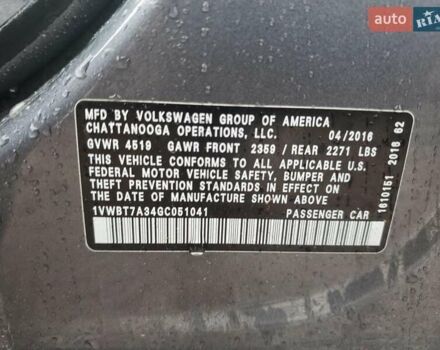 MFD BY VOLKSWAGEN GROUP OF AMERICA
CHATTANOOGA OPERATIONS, LLC. 04/2016
GVWR 4519 GAWR FRONT 2359 / REAR 2271 LBS
THIS VEHICLE CONFORMS TO ALL APPLICABLE
FEDERAL MOTOR VEHICLE SAFETY, BUMPER AND
THEFT PREVENTION STANDARDS IN EFFECT ON
THE DATE OF MANUFACTURE SHOWN ABOVE
1VWBT7A34GC051041 PASSENGER CAR
1610151 2016 62
RIA.com